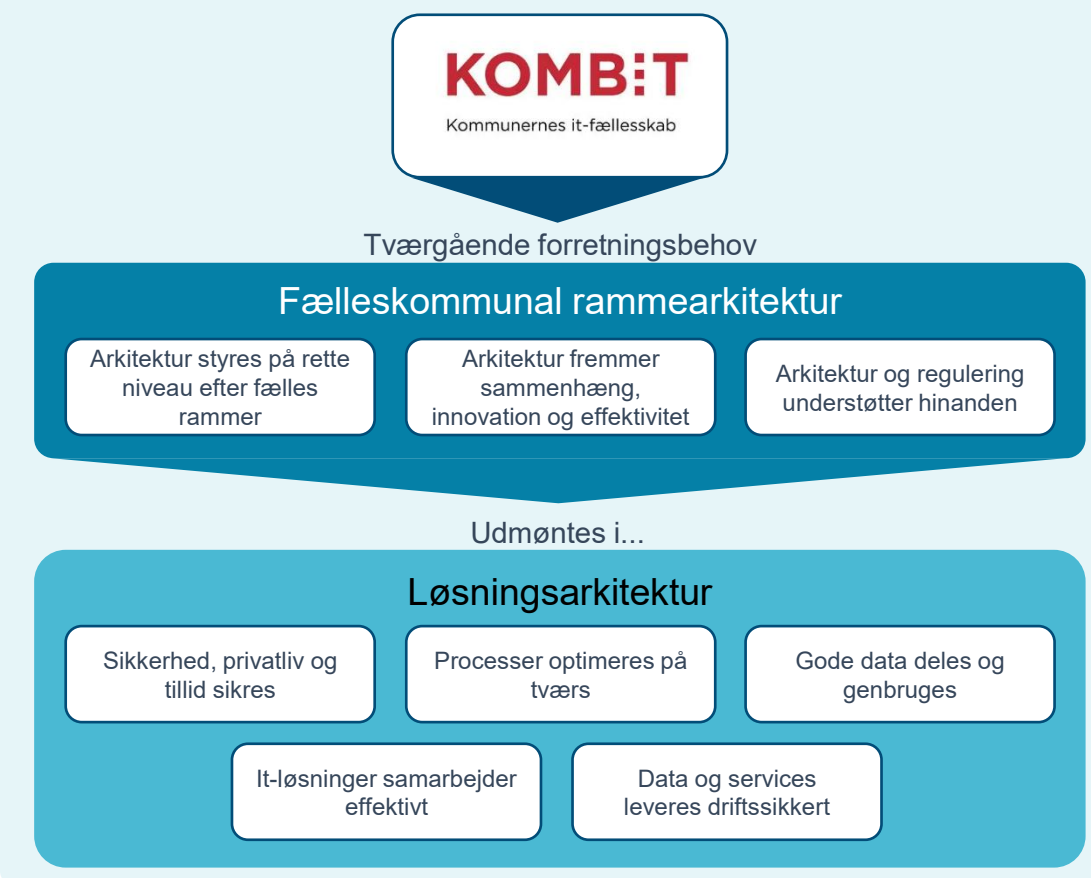 KOMBIT
Kommunernes it-fællesskab
Tværgående forretningsbehov
Fælleskommunal rammearkitektur
Arkitektur styres på rette
niveau efter fælles
rammer
Arkitektur fremmer
sammenhæng,
innovation og effektivitet
Arkitektur og regulering
understøtter hinanden
Udmøntes i...
Løsningsarkitektur
Sikkerhed, privatliv og
tillid sikres
Processer optimeres på
tværs
Gode data deles og
genbruges
It-løsninger samarbejder
effektivt
Data og services
leveres driftssikkert